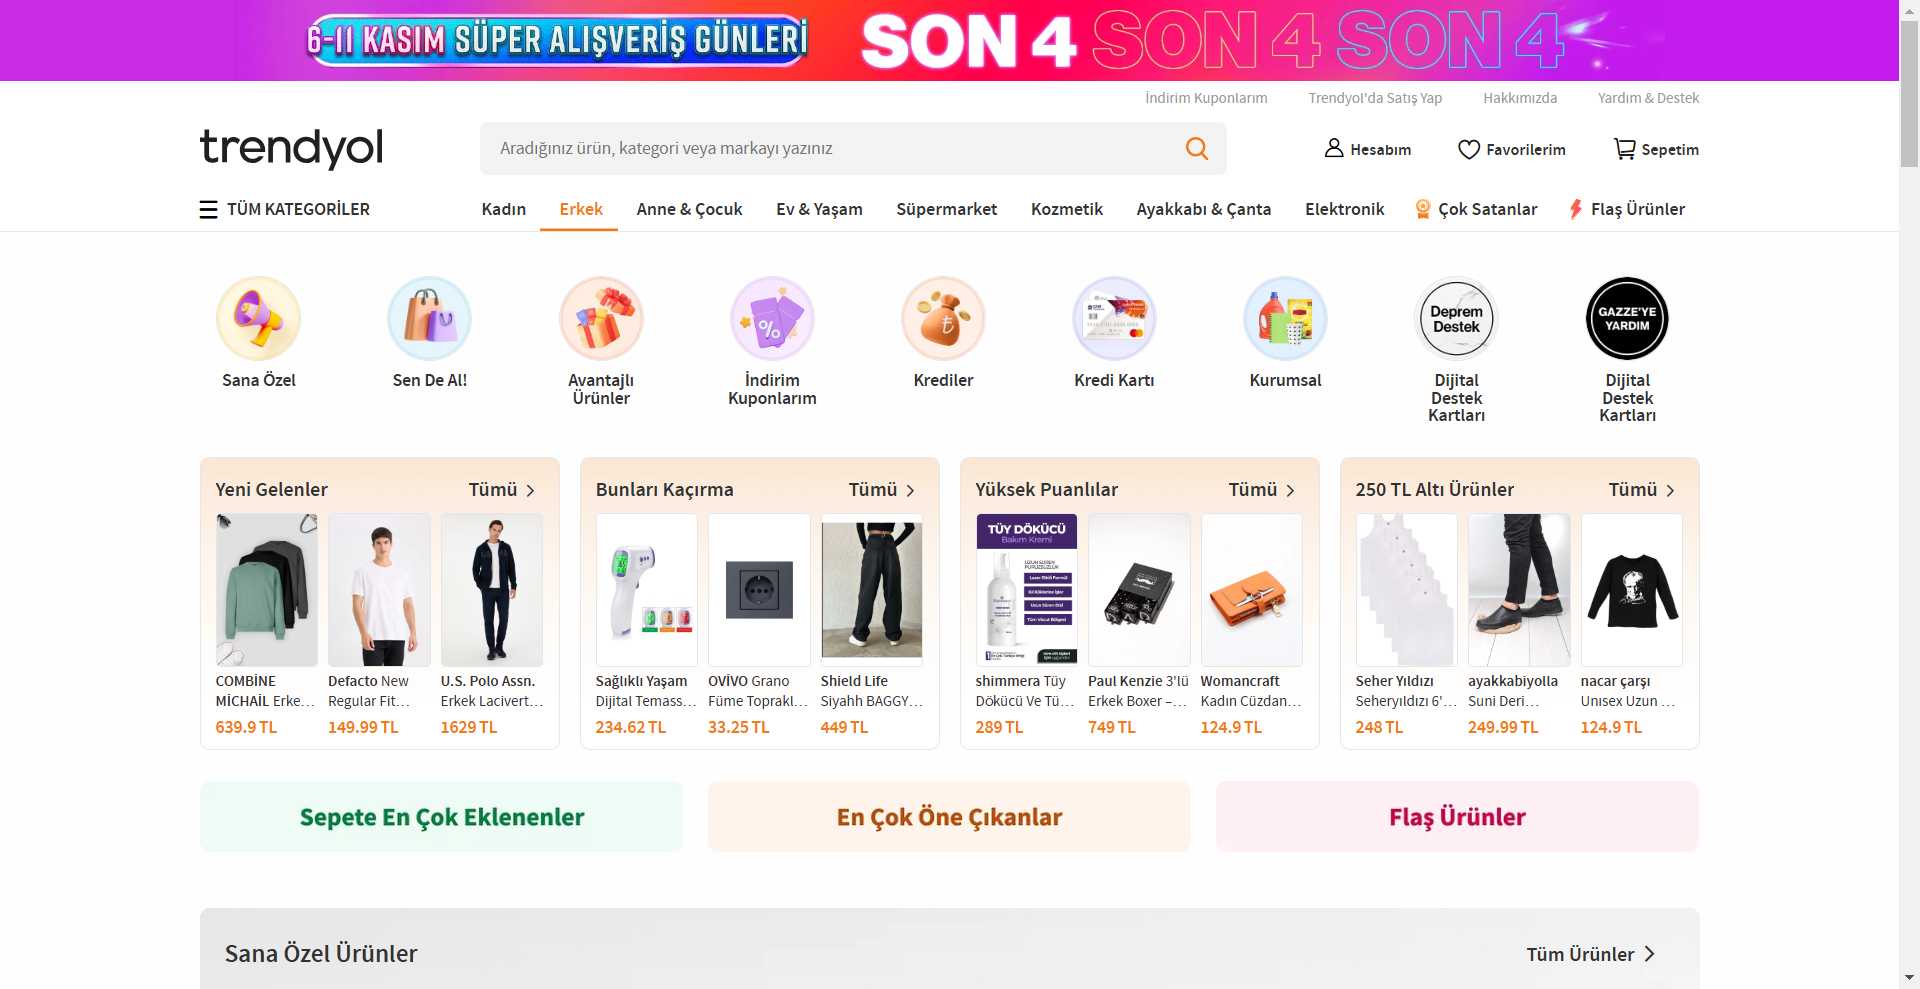 6-11 KASIM SÜPER ALIŞVERİŞ GÜNLERİ
SON 4 SON 4 SON 4
İndirim Kuponlarım Trendyol'da Satış Yap Hakkımızda Yardım & Destek
trendyol
Aradığınız ürün, kategori veya markayı yazınız
Hesabım Favorilerim Sepetim
TÜM KATEGORİLER Kadın Erkek Anne & Çocuk Ev & Yaşam Süpermarket Kozmetik Ayakkabı & Çanta Elektronik Çok Satanlar Flaş Ürünler
Deprem
Destek
GAZZE'YE
YARDIM
Sana Özel
Sen De Al!
Avantajlı
Ürünler
İndirim
Kuponlarım
Krediler
Kredi Kartı
Kurumsal
Dijital
Destek
Kartları
Dijital
Destek
Kartları
Yeni Gelenler Tümü
COMBİNE
MİCHAİL Erke...
639.9 TL
Defacto New
Regular Fit...
149.99 TL
U.S. Polo Assn.
Erkek Lacivert...
1629 TL
Bunları Kaçırma Tümü
Sağlıklı Yaşam
Dijital Temass...
234.62 TL
OVİVO Grano
Füme Toprakl...
33.25 TL
Shield Life
Siyahh BAGGY...
449 TL
Yüksek Puanlılar Tümü
TÜY DÖKÜCÜ
Bakım Kremi
shimmera Tüy
Dökücü Ve Tü...
289 TL
Paul Kenzie 3'lü
Erkek Boxer –...
749 TL
Womancraft
Kadın Cüzdan...
124.9 TL
250 TL Altı Ürünler Tümü
Seher Yıldızı
Seheryıldızı 6'...
248 TL
ayakkabiyolla
Suni Deri...
249.99 TL
nacar çarşı
Unısex Uzun ...
124.9 TL
Sepete En Çok Eklenenler
En Çok Öne Çıkanlar
Flaş Ürünler
Sana Özel Ürünler
Tüm Ürünler